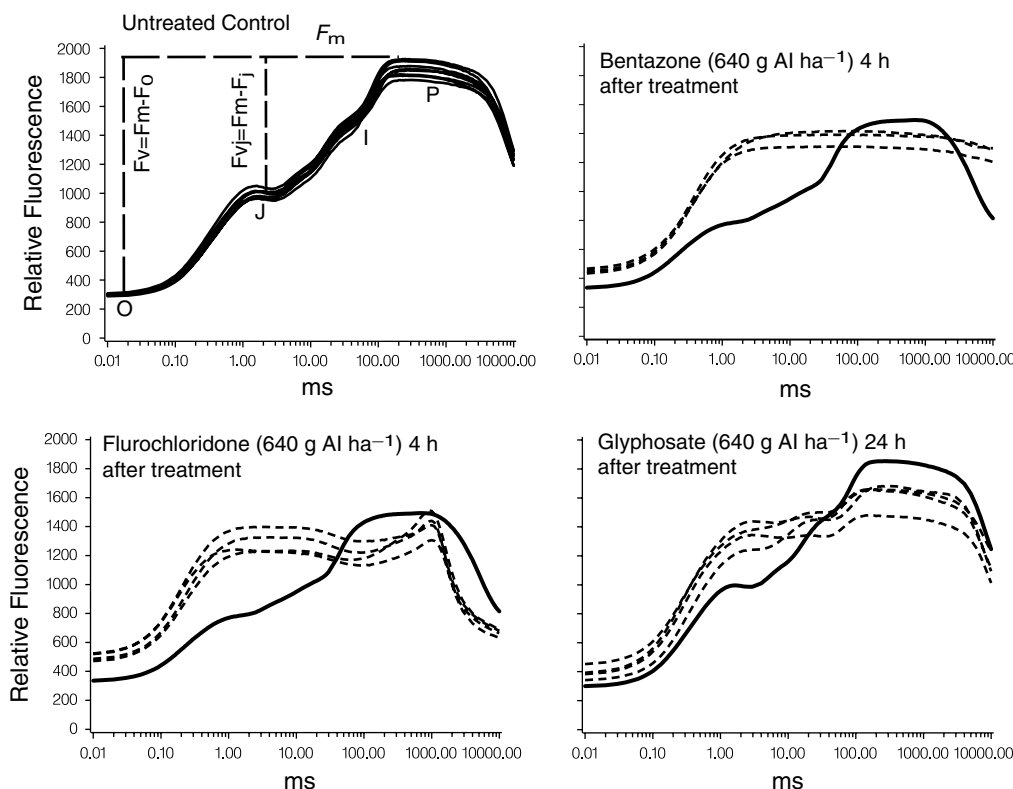 Untreated Control
Fm
2000
1800
1600
1400
1200
1000
800
600
400
200
0
Relative Fluorescence
Fv=Fm-Fo
Fvj=Fm-Fj
O
J
I
P
0.01 0.10 1.00 10.00 100.00 1000.00 10000.00
ms
Bentazone (640 g AI ha−1) 4 h
after treatment
0.01 0.10 1.00 10.00 100.00 1000.00 10000.00
ms
Flurochloridone (640 g AI ha−1) 4 h
after treatment
2000
1800
1600
1400
1200
1000
800
600
400
200
0
Relative Fluorescence
0.01 0.10 1.00 10.00 100.00 1000.00 10000.00
ms
Glyphosate (640 g AI ha−1) 24 h
after treatment
0.01 0.10 1.00 10.00 100.00 1000.00 10000.00
ms